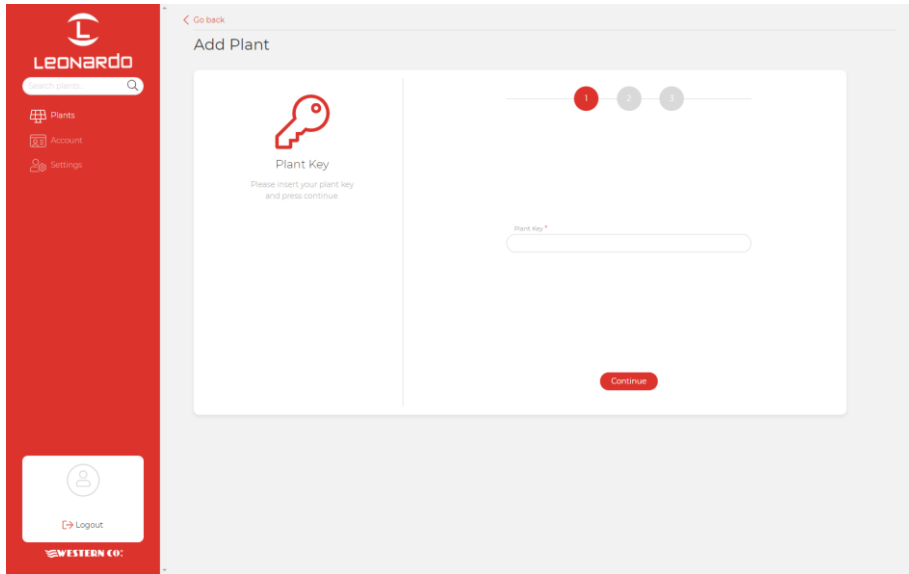 Leonardo
Search plants...
Plants
Account
Settings
Logout
WESTERN CO.
Go back
Add Plant
Plant Key
Please insert your plant key
and press continue
1 2 3
Plant Key *
Continue